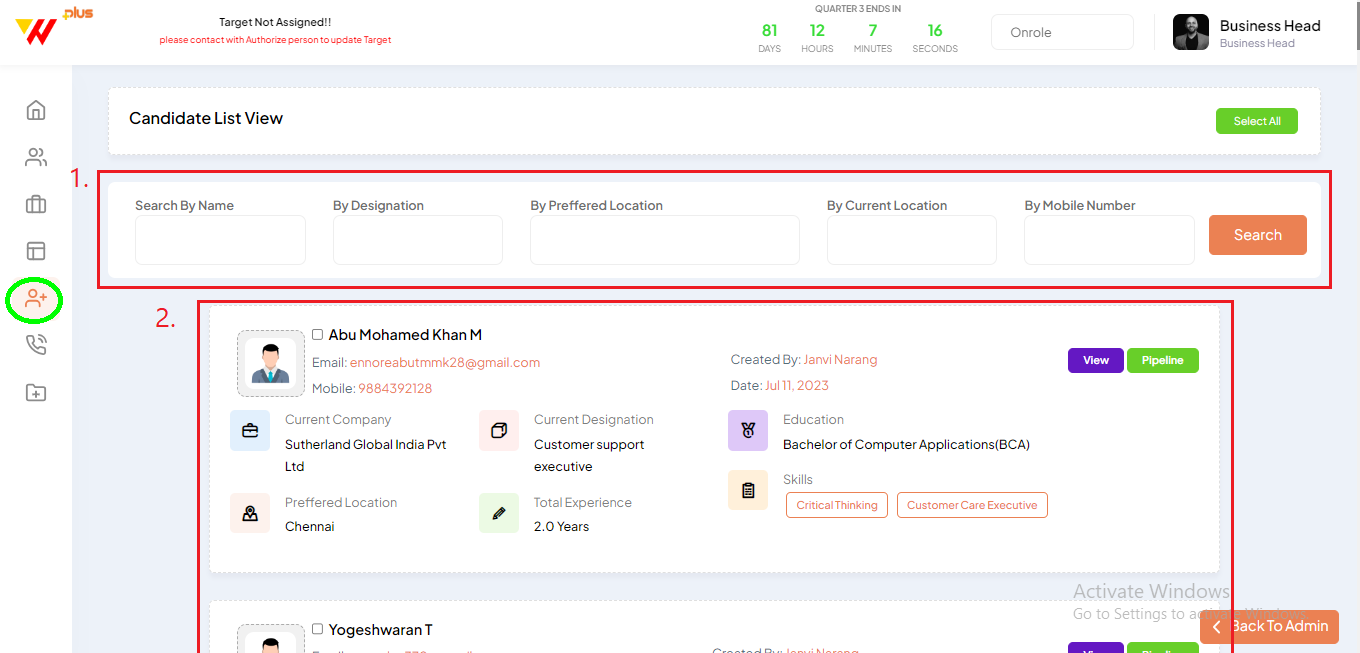 plus
Target Not Assigned!!
please contact with Authorize person to update Target
QUARTER 3 ENDS IN
81 12 7 16
DAYS HOURS MINUTES SECONDS
Onrole
Business Head
Business Head
Candidate List View
Select All
1.
Search By Name By Designation By Preffered Location By Current Location By Mobile Number
Search
2.
Abu Mohamed Khan M
Email: ennoreabutmmk28@gmail.com
Mobile: 9884392128
Created By: Janvi Narang
Date: Jul 11, 2023
View Pipeline
Current Company
Sutherland Global India Pvt
Ltd
Current Designation
Customer support
executive
Education
Bachelor of Computer Applications(BCA)
Preffered Location
Chennai
Total Experience
2.0 Years
Skills
Critical Thinking Customer Care Executive
Yogeshwaran T
Created By: Janvi Narang
View Pipeline
Activate Windows
Go to Settings to activate Windows.
Back To Admin